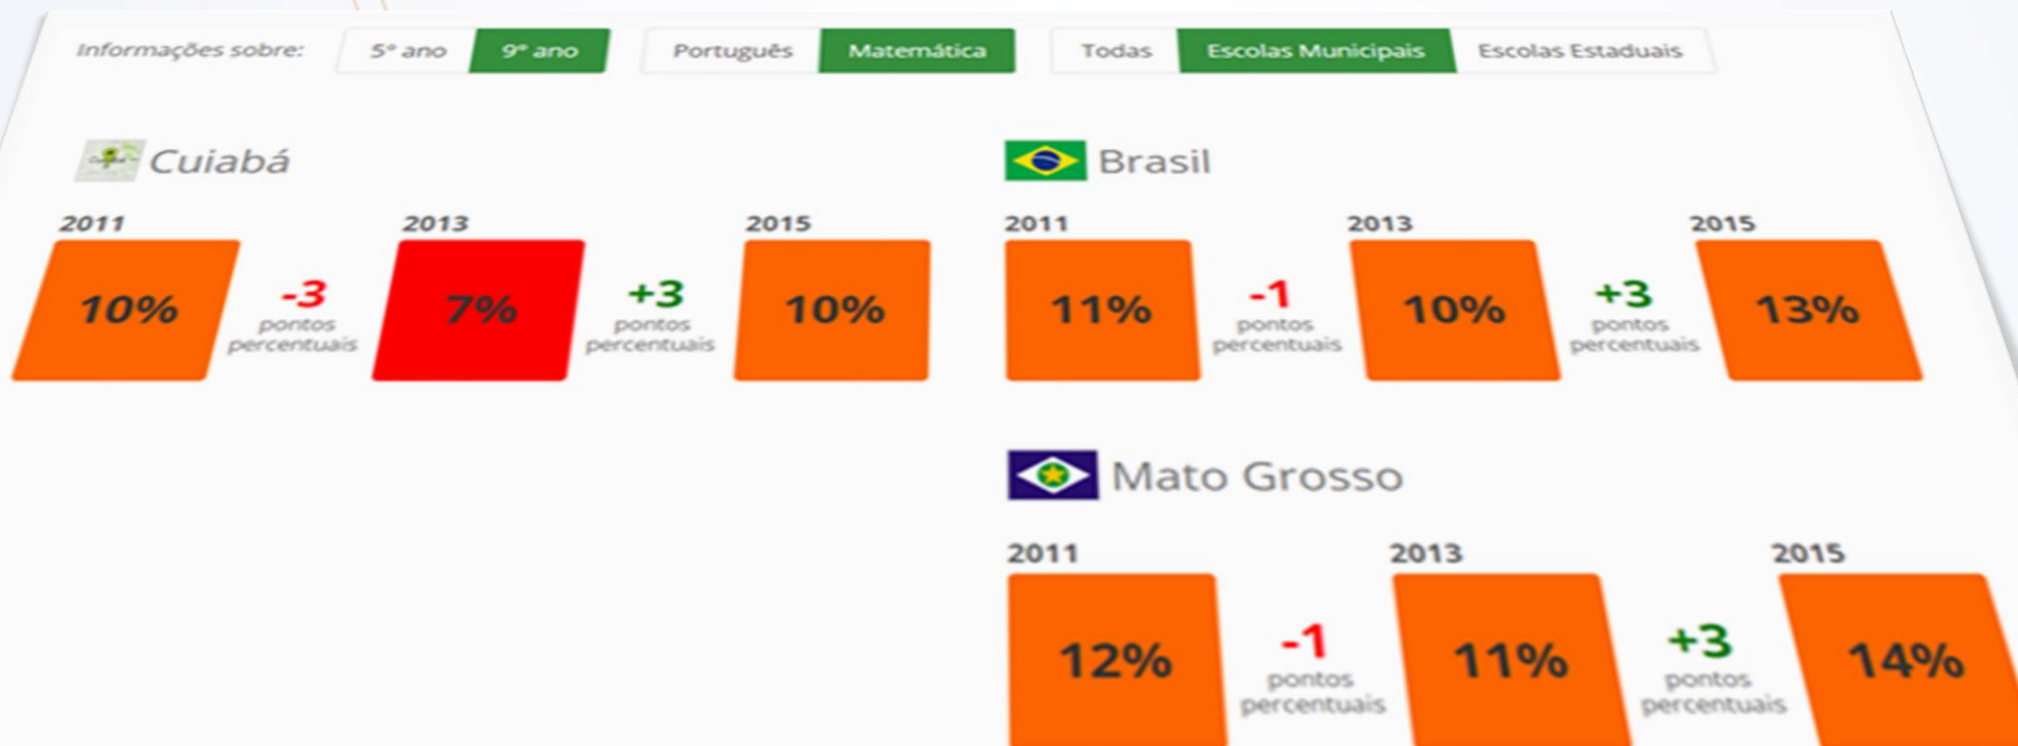 Informações sobre: 5º ano 9º ano Português Matemática Todas Escolas Municipais Escolas Estaduais
Cuiabá
2011 2013 2015
10% -3 pontos percentuais 7% +3 pontos percentuais 10%
Brasil
2011 2013 2015
11% -1 pontos percentuais 10% +3 pontos percentuais 13%
Mato Grosso
2011 2013 2015
12% -1 pontos percentuais 11% +3 pontos percentuais 14%